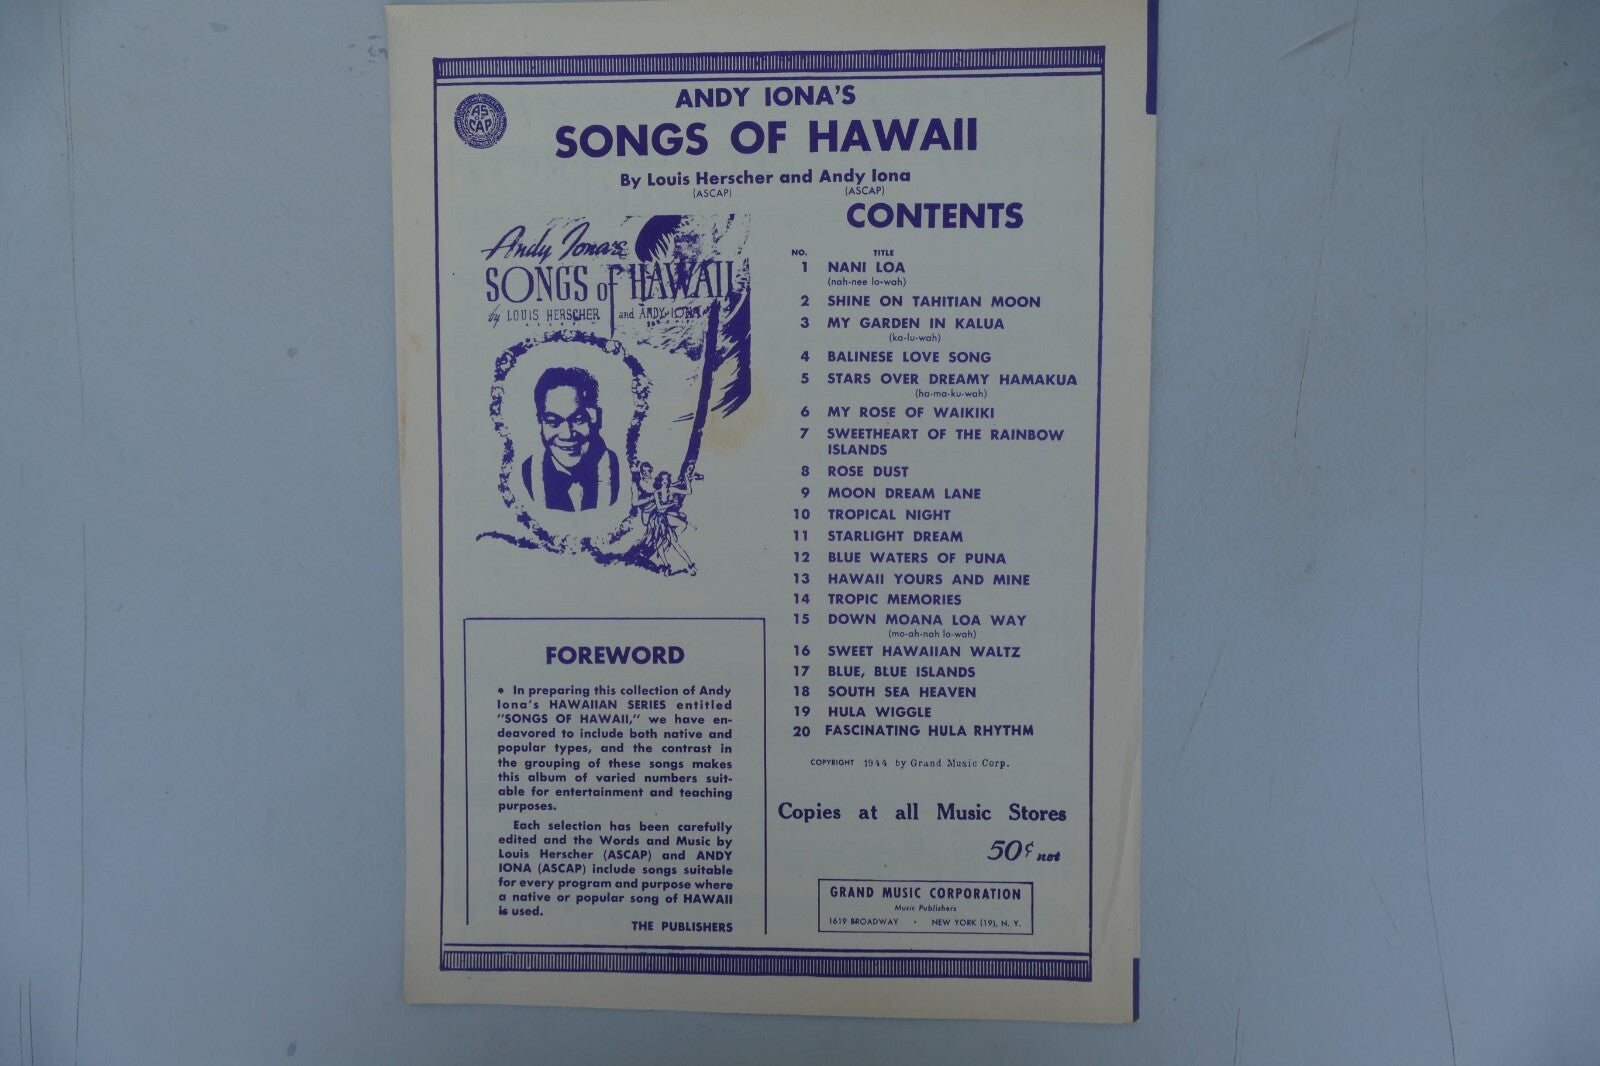 ANDY IONA'S
SONGS OF HAWAII
By Louis Herscher and Andy Iona
(ASCAP) (ASCAP)
AS
CAP
Andy Iona's
SONGS of HAWAII
by LOUIS HERSCHER and ANDY IONA
CONTENTS
NO. TITLE
1 NANI LOA
(nah-nee lo-wah)
2 SHINE ON TAHITIAN MOON
3 MY GARDEN IN KALUA
(ka-lu-wah)
4 BALINESE LOVE SONG
5 STARS OVER DREAMY HAMAKUA
(ha-ma-ku-wah)
6 MY ROSE OF WAIKIKI
7 SWEETHEART OF THE RAINBOW
ISLANDS
8 ROSE DUST
9 MOON DREAM LANE
10 TROPICAL NIGHT
11 STARLIGHT DREAM
12 BLUE WATERS OF PUNA
13 HAWAII YOURS AND MINE
14 TROPIC MEMORIES
15 DOWN MOANA LOA WAY
(mo-ah-nah lo-wah)
16 SWEET HAWAIIAN WALTZ
17 BLUE, BLUE ISLANDS
18 SOUTH SEA HEAVEN
19 HULA WIGGLE
20 FASCINATING HULA RHYTHM
COPYRIGHT 1944 by Grand Music Corp.
Copies at all Music Stores
50¢ net
GRAND MUSIC CORPORATION
Music Publishers
1619 BROADWAY • NEW YORK (19), N. Y.
FOREWORD
• In preparing this collection of Andy
Iona's HAWAIIAN SERIES entitled
"SONGS OF HAWAII," we have en-
deavored to include both native and
popular types, and the contrast in
the grouping of these songs makes
this album of varied numbers suit-
able for entertainment and teaching
purposes.
Each selection has been carefully
edited and the Words and Music by
Louis Herscher (ASCAP) and ANDY
IONA (ASCAP) include songs suitable
for every program and purpose where
a native or popular song of HAWAII
is used.
THE PUBLISHERS